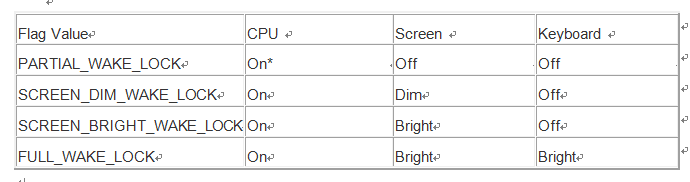 Flag Value CPU Screen Keyboard
PARTIAL_WAKE_LOCK On* Off Off
SCREEN_DIM_WAKE_LOCK On Dim Off
SCREEN_BRIGHT_WAKE_LOCK On Bright Off
FULL_WAKE_LOCK On Bright Bright